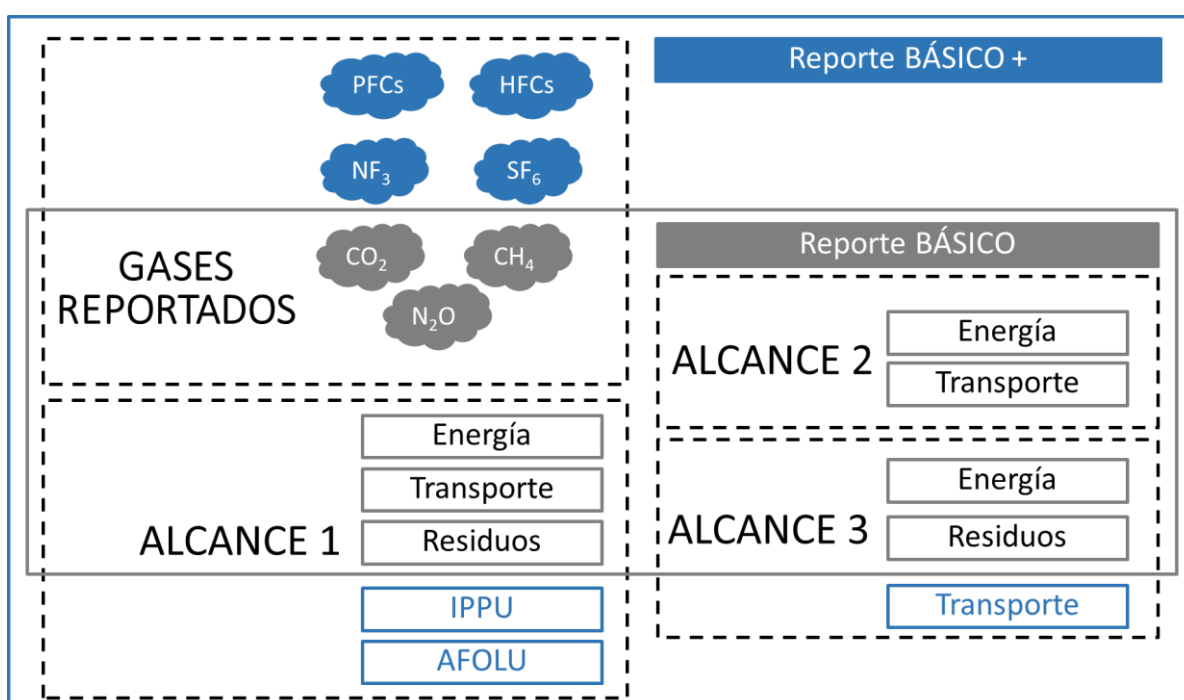 PFCs
HFCs
NF₃
SF₆
GASES
REPORTADOS
CO₂
CH₄
N₂O
Reporte BÁSICO +
Reporte BÁSICO
ALCANCE 2
Energía
Transporte
ALCANCE 1
Energía
Transporte
Residuos
IPPU
AFOLU
ALCANCE 3
Energía
Residuos
Transporte